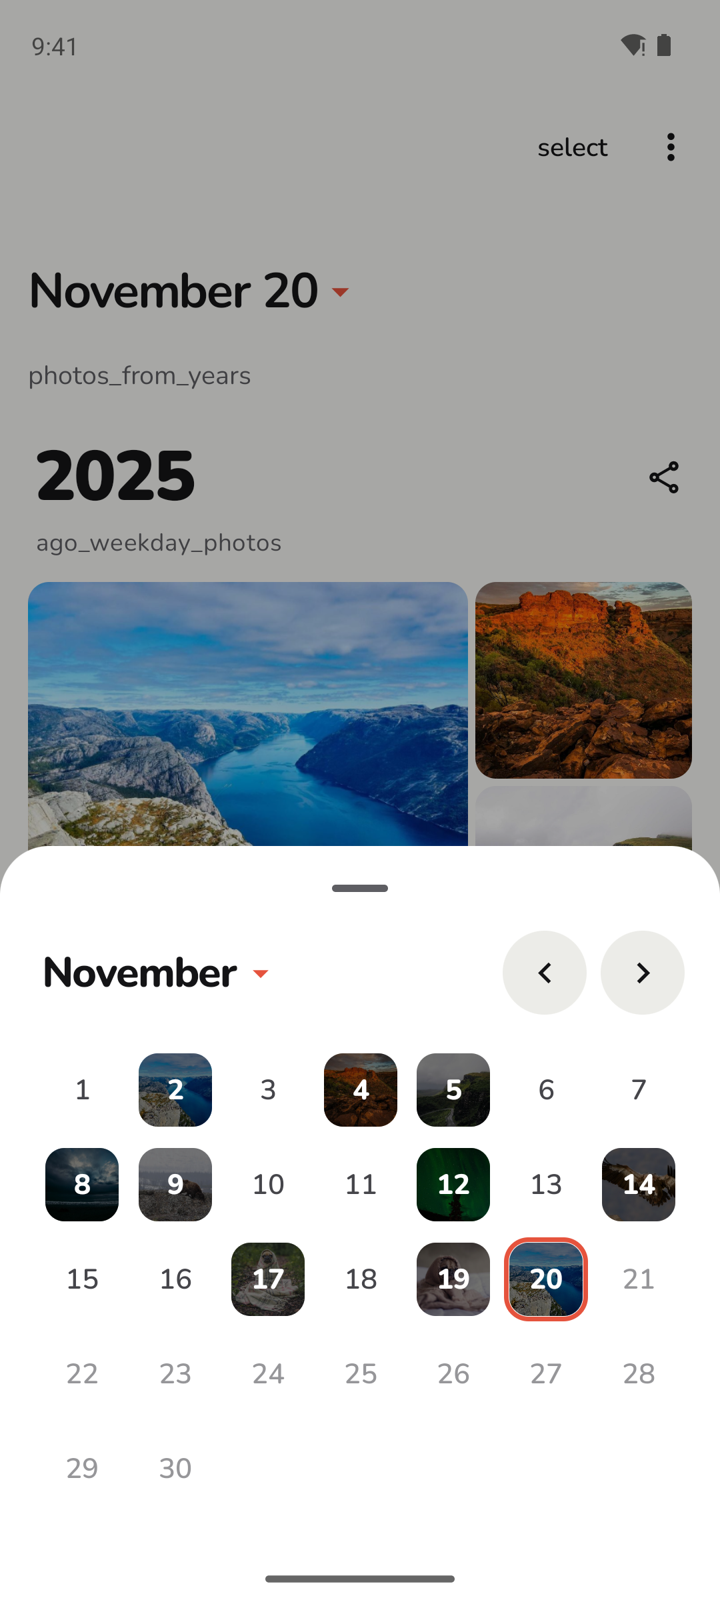 9:41
select
November 20
photos_from_years
2025
ago_weekday_photos
November
1 2 3 4 5 6 7
8 9 10 11 12 13 14
15 16 17 18 19 20 21
22 23 24 25 26 27 28
29 30